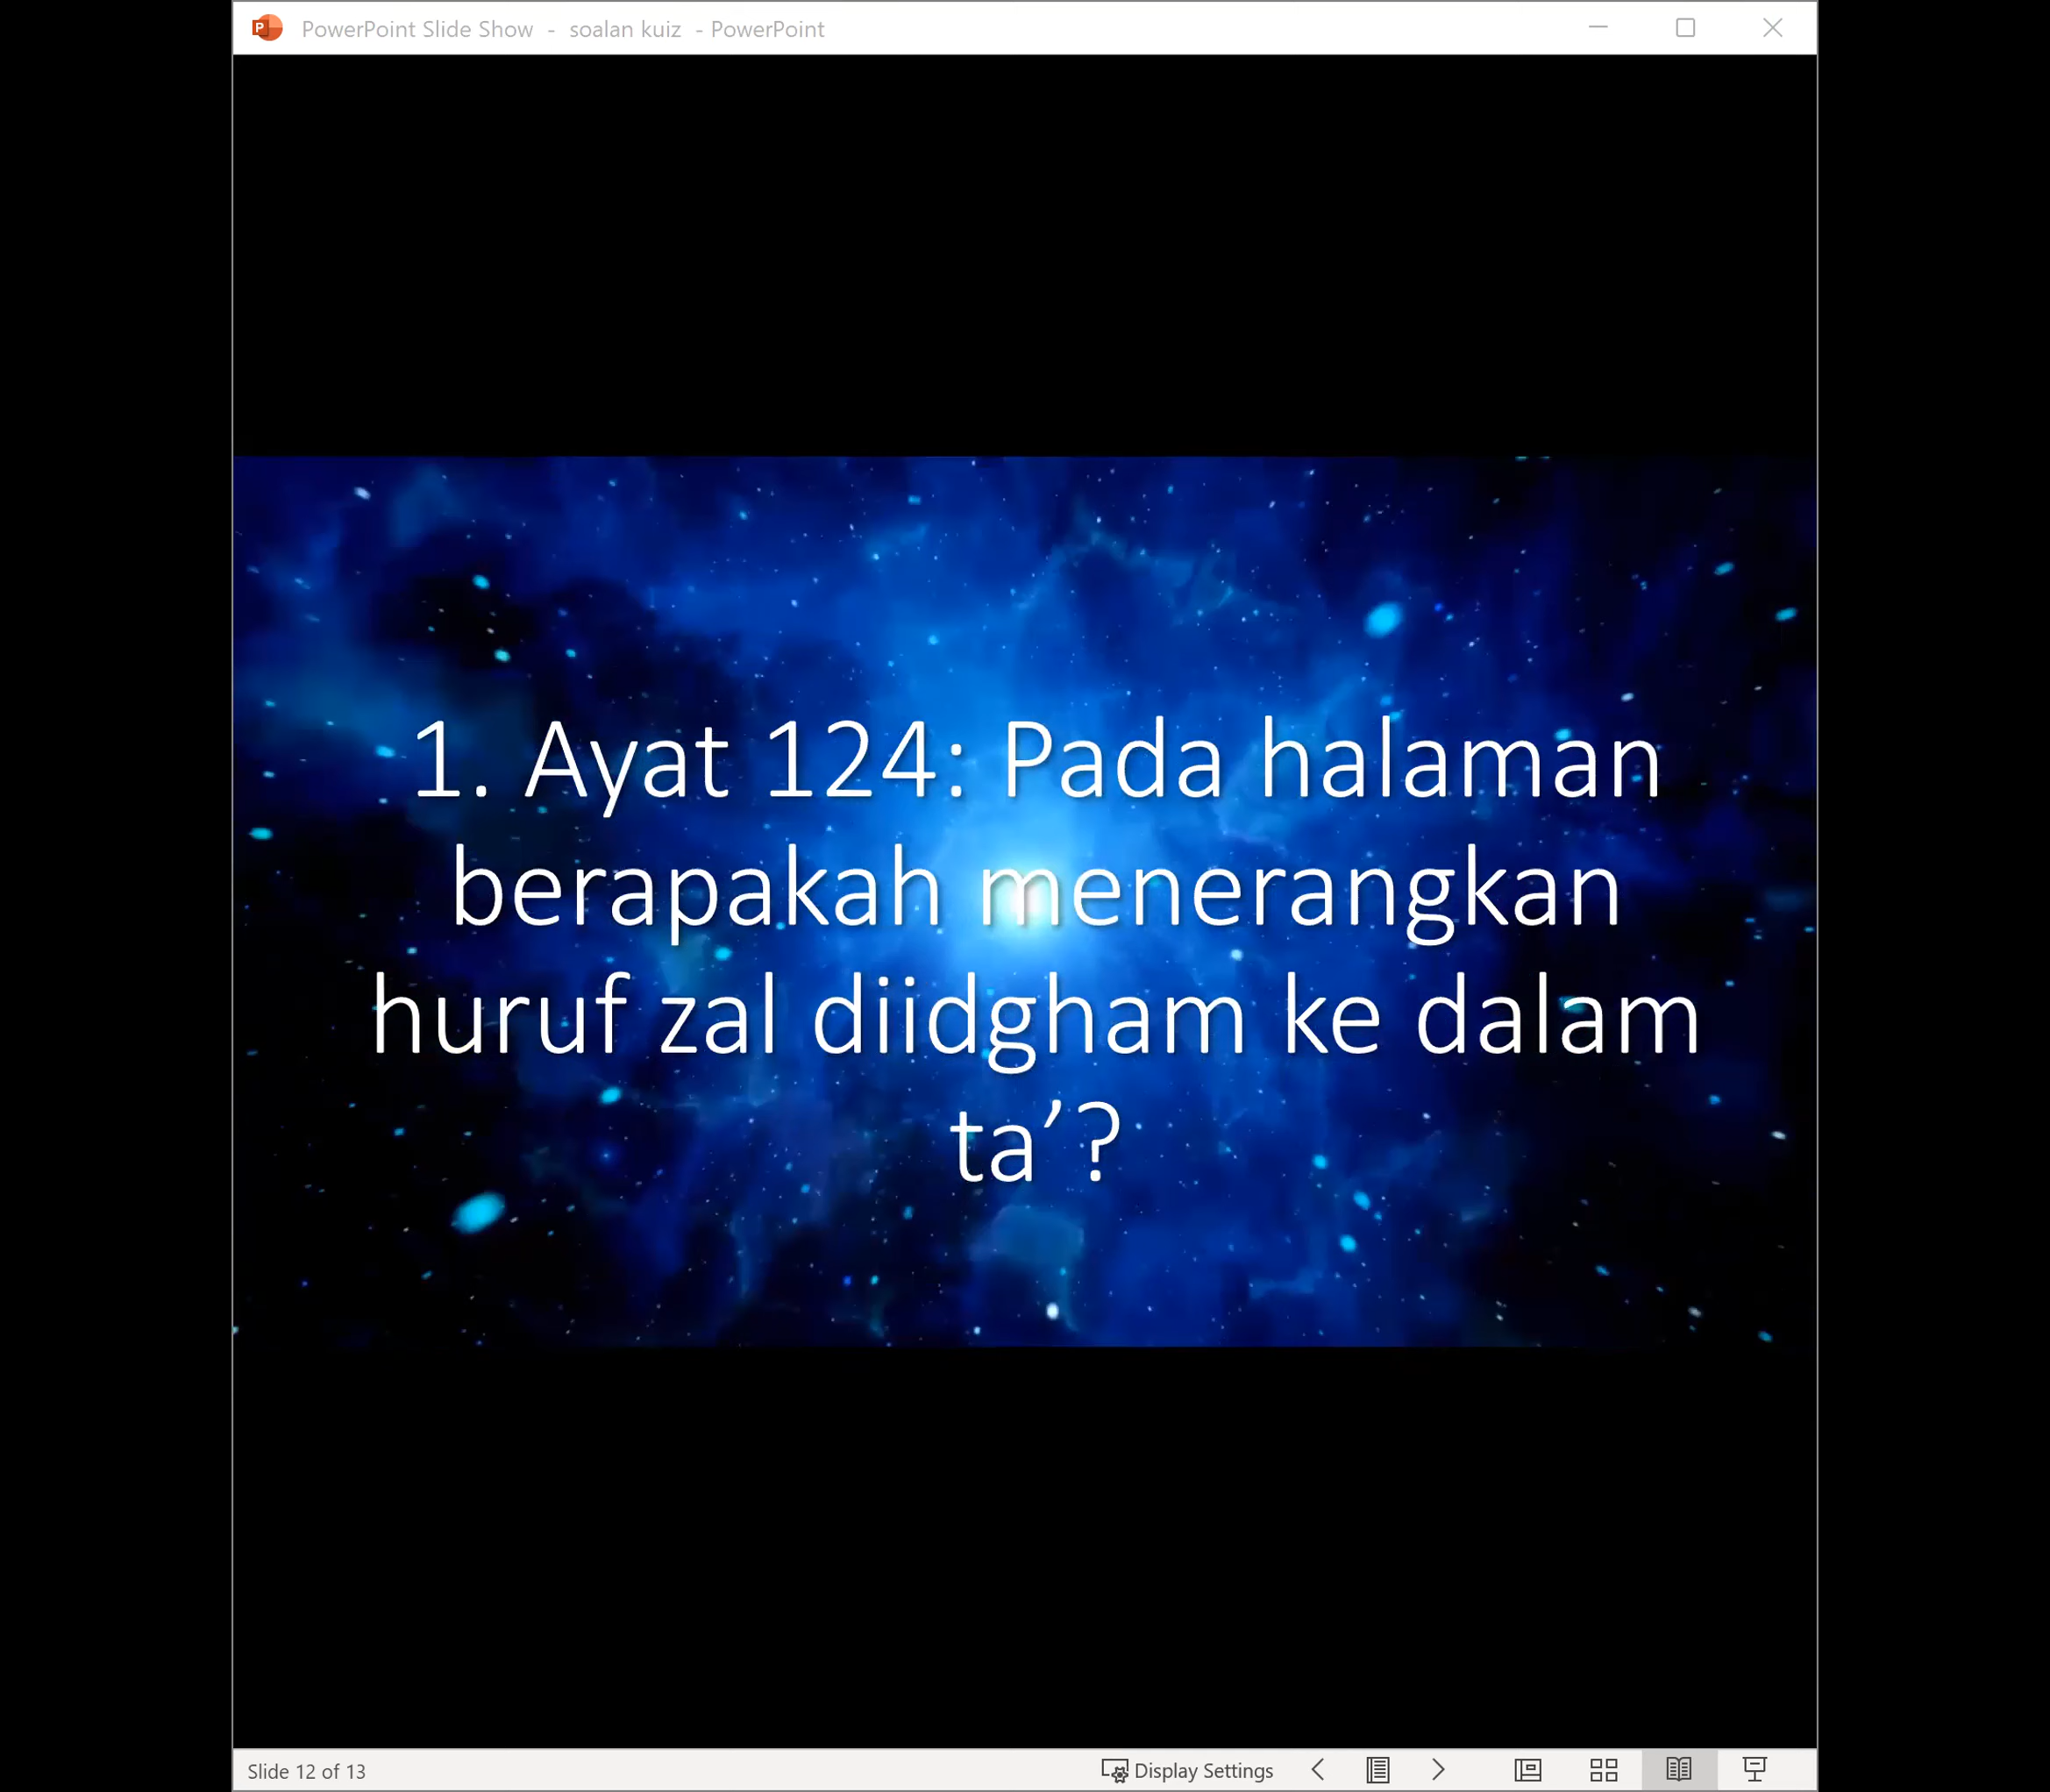 PowerPoint Slide Show - soalan kuiz - PowerPoint
1. Ayat 124: Pada halaman
berapakah menerangkan
huruf zal diidgham ke dalam
ta’?
Slide 12 of 13
Display Settings